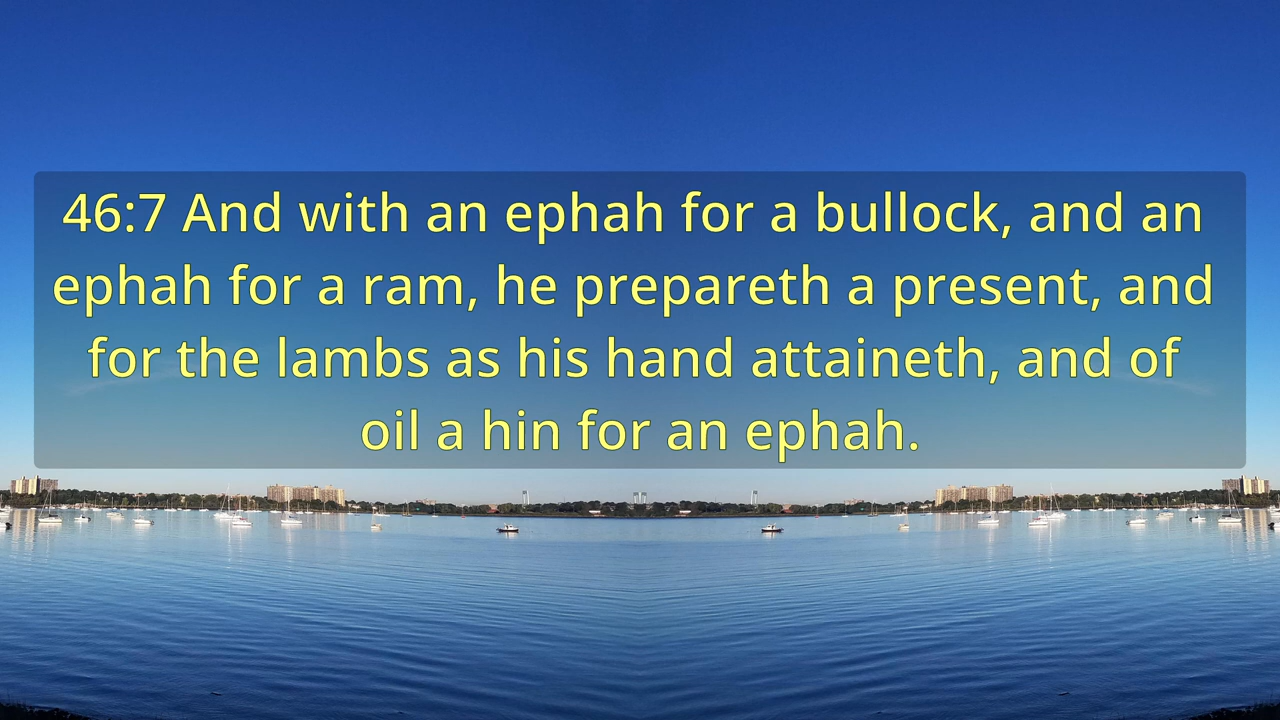 46:7 And with an ephah for a bullock, and an
ephah for a ram, he prepareth a present, and
for the lambs as his hand attaineth, and of
oil a hin for an ephah.